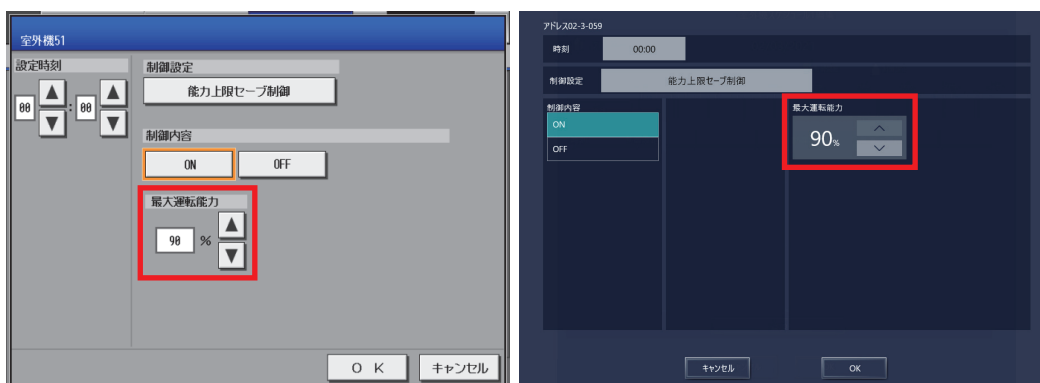 室外機51
設定時刻
00 : 00
制御設定
能力上限セーブ制御
制御内容
ON
OFF
最大運転能力
90 %
O K
キャンセル
アドレス02-3-059
時刻
00:00
制御設定
能力上限セーブ制御
制御内容
ON
OFF
最大運転能力
90%
キャンセル
OK